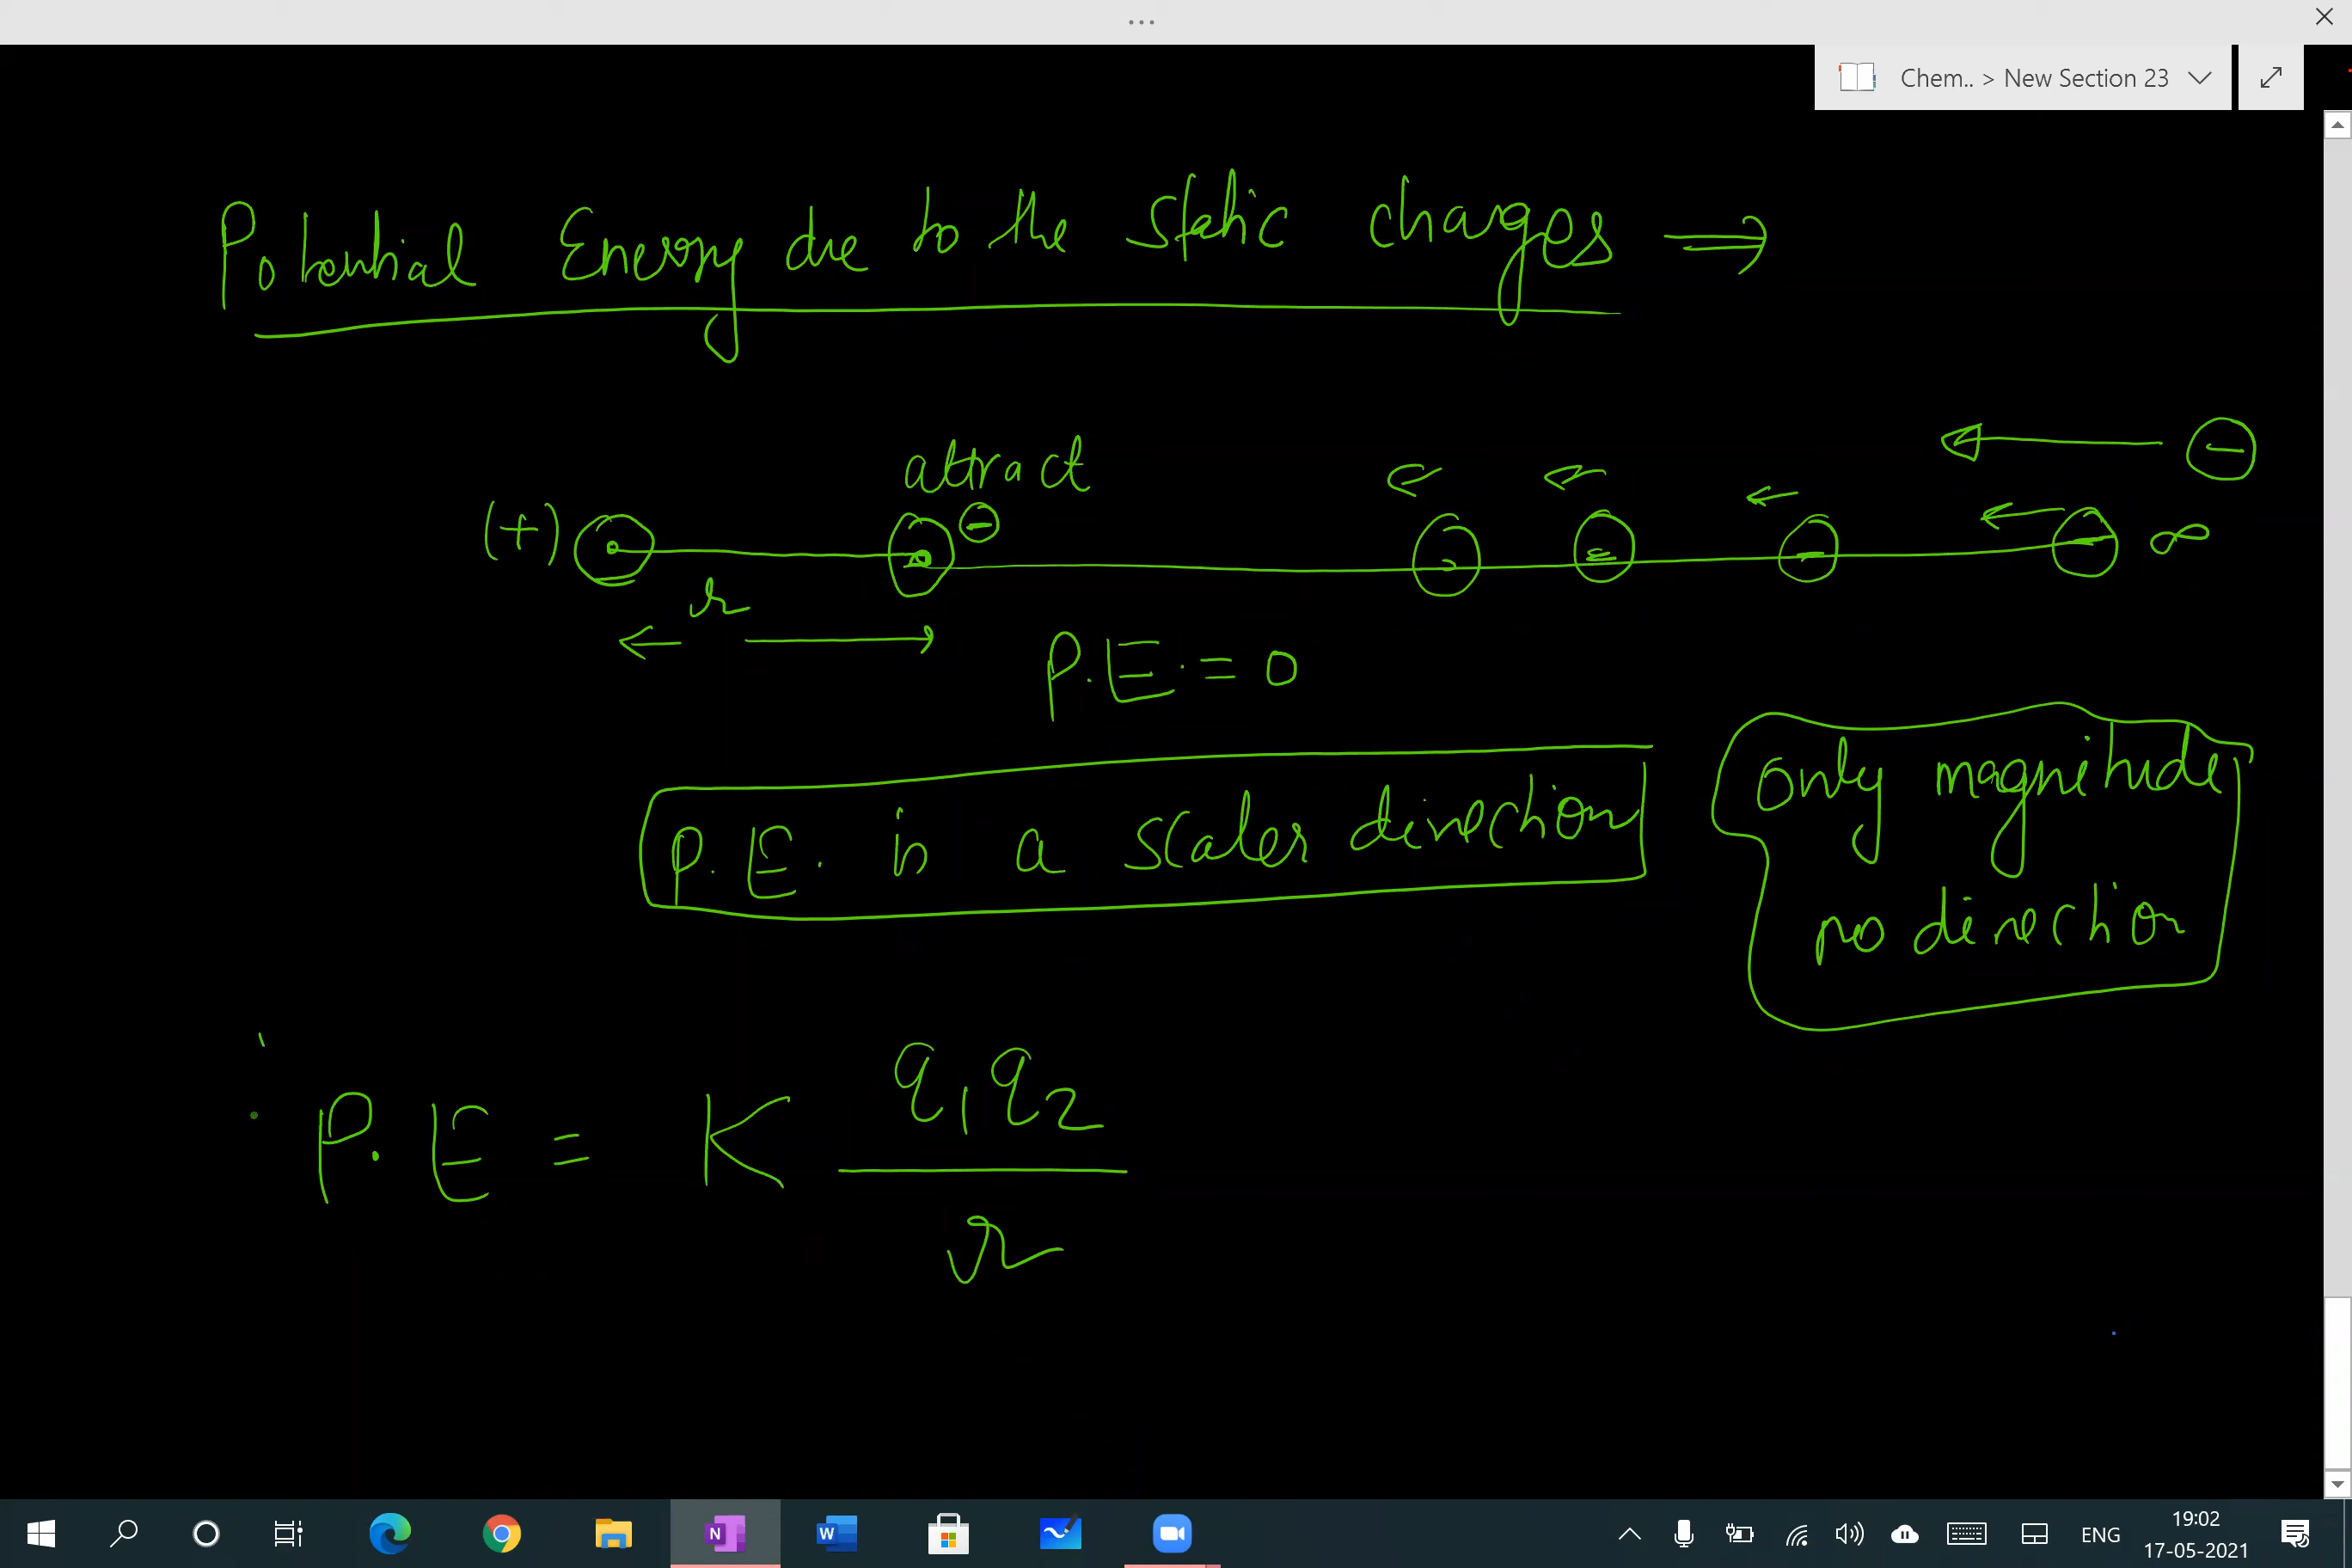 ...
Chem.. > New Section 23
Potential Energy due to the static charges ⇒
attract
(+) − − − − − ∞
r
P.E. = 0
only magnitude
P.E. is a scaler direction
no direction
P.E = K q1q2 / r
ENG
19:02
17-05-2021